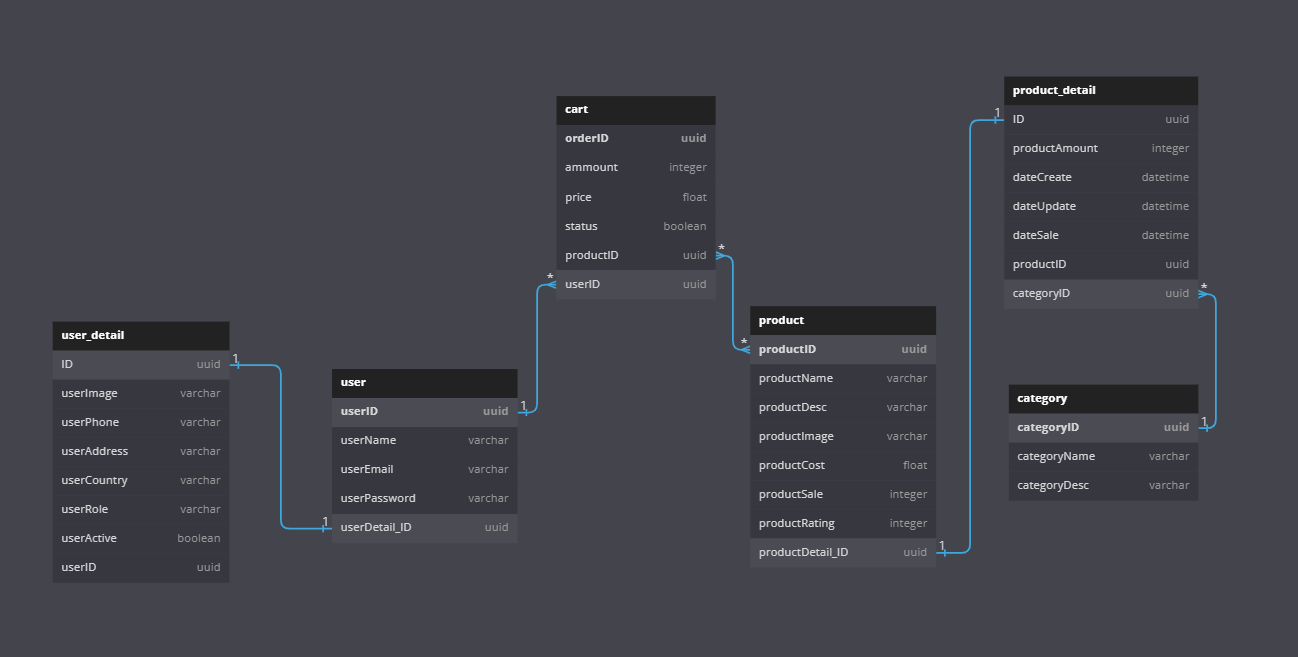 cart
orderID uuid
ammount integer
price float
status boolean
productID uuid
userID uuid
*
*
product_detail
ID uuid
productAmount integer
dateCreate datetime
dateUpdate datetime
dateSale datetime
productID uuid
categoryID uuid
1
*
user_detail
ID uuid
userImage varchar
userPhone varchar
userAddress varchar
userCountry varchar
userRole varchar
userActive boolean
userID uuid
1
user
userID uuid
userName varchar
userEmail varchar
userPassword varchar
userDetail_ID uuid
1
1
product
productID uuid
productName varchar
productDesc varchar
productImage varchar
productCost float
productSale integer
productRating integer
productDetail_ID uuid
*
1
category
categoryID uuid
categoryName varchar
categoryDesc varchar
1